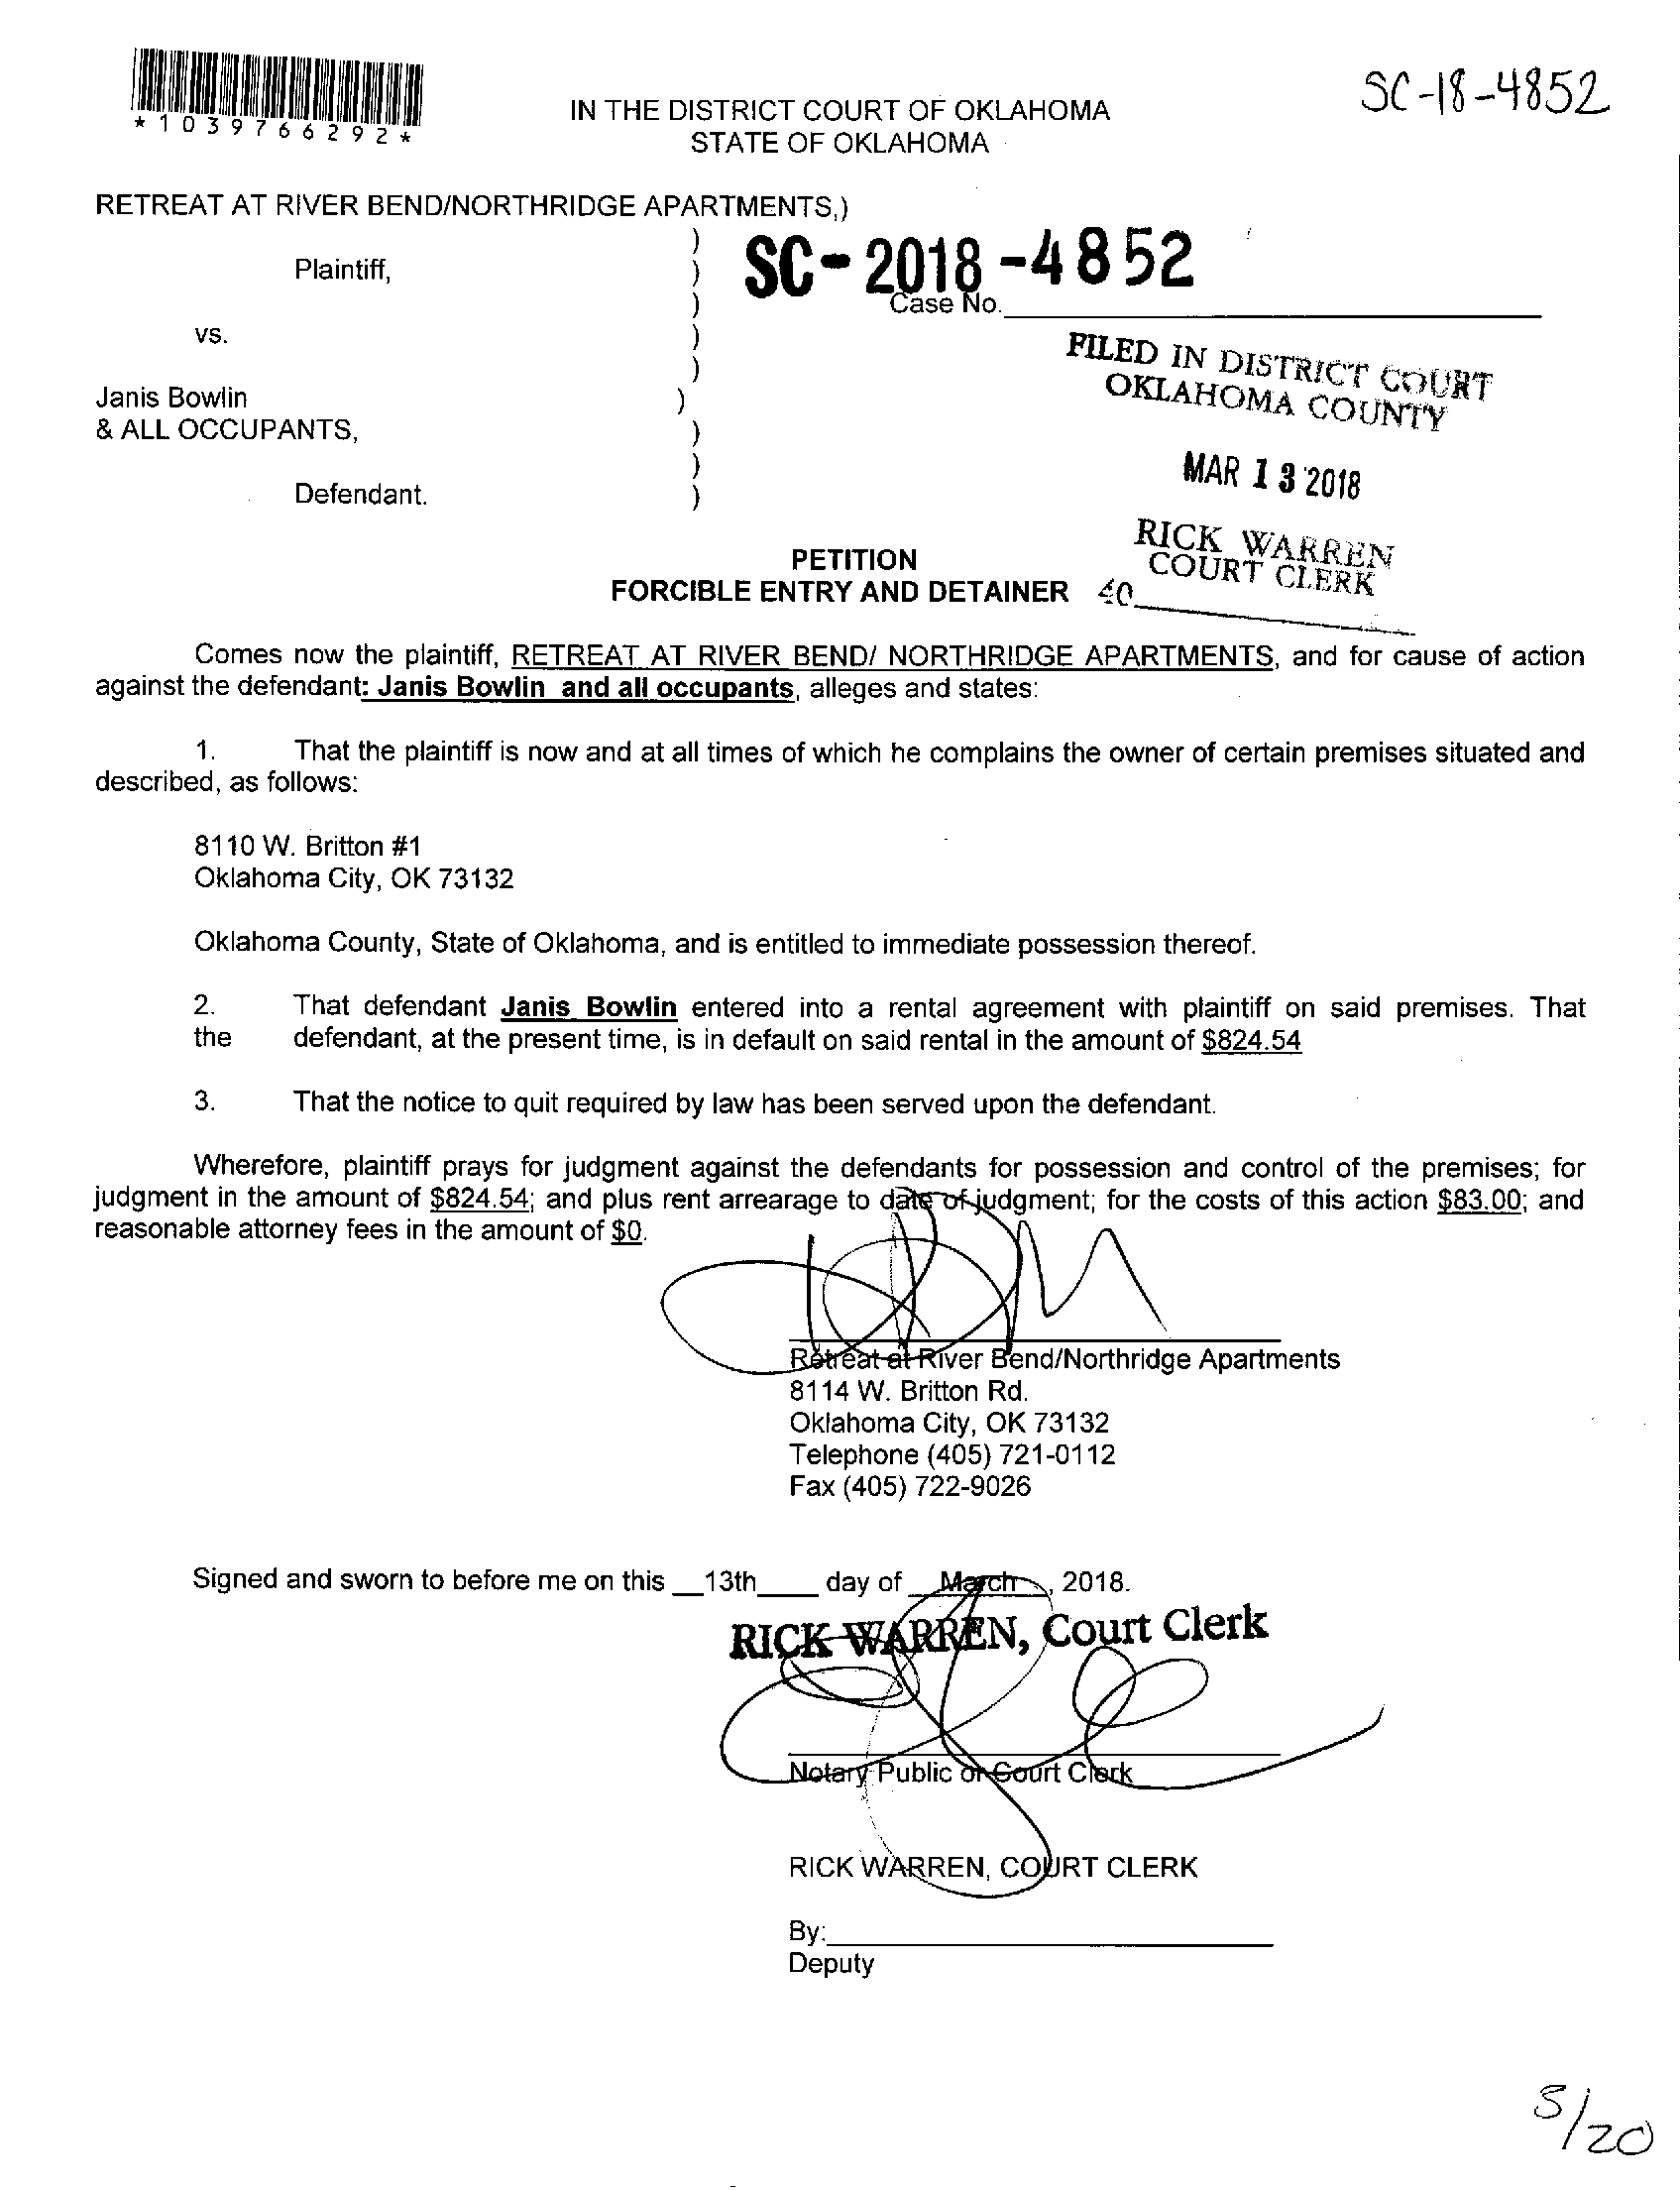 *1039766292*
SC-18-4852
IN THE DISTRICT COURT OF OKLAHOMA
STATE OF OKLAHOMA
RETREAT AT RIVER BEND/NORTHRIDGE APARTMENTS,)
)
Plaintiff, )
SC-2018-4852
) Case No.
vs. )
)
Janis Bowlin )
& ALL OCCUPANTS, )
)
Defendant. )
FILED IN DISTRICT COURT
OKLAHOMA COUNTY
MAR 13 2018
RICK WARREN
COURT CLERK
40
PETITION
FORCIBLE ENTRY AND DETAINER
Comes now the plaintiff, RETREAT AT RIVER BEND/ NORTHRIDGE APARTMENTS, and for cause of action
against the defendant: Janis Bowlin and all occupants, alleges and states:
1. That the plaintiff is now and at all times of which he complains the owner of certain premises situated and
described, as follows:
8110 W. Britton #1
Oklahoma City, OK 73132
Oklahoma County, State of Oklahoma, and is entitled to immediate possession thereof.
2. That defendant Janis Bowlin entered into a rental agreement with plaintiff on said premises. That
the defendant, at the present time, is in default on said rental in the amount of $824.54
3. That the notice to quit required by law has been served upon the defendant.
Wherefore, plaintiff prays for judgment against the defendants for possession and control of the premises; for
judgment in the amount of $824.54; and plus rent arrearage to date of judgment; for the costs of this action $83.00; and
reasonable attorney fees in the amount of $0.
Retreat at River Bend/Northridge Apartments
8114 W. Britton Rd.
Oklahoma City, OK 73132
Telephone (405) 721-0112
Fax (405) 722-9026
Signed and sworn to before me on this __13th____ day of __March__, 2018.
RICK WARREN, Court Clerk
Notary Public or Court Clerk
RICK WARREN, COURT CLERK
By:
Deputy
3/20